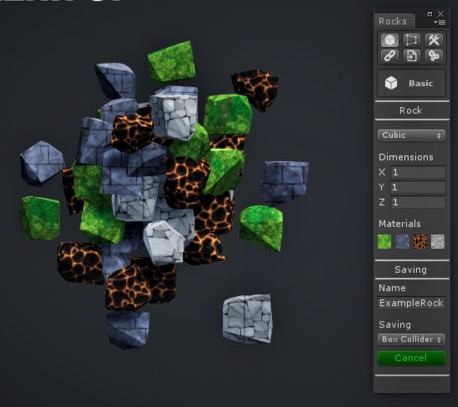 Rocks
Basic
Rock
Cubic
Dimensions
X 1
Y 1
Z 1
Materials
Saving
Name
ExampleRock
Saving
Box Collider
Cancel